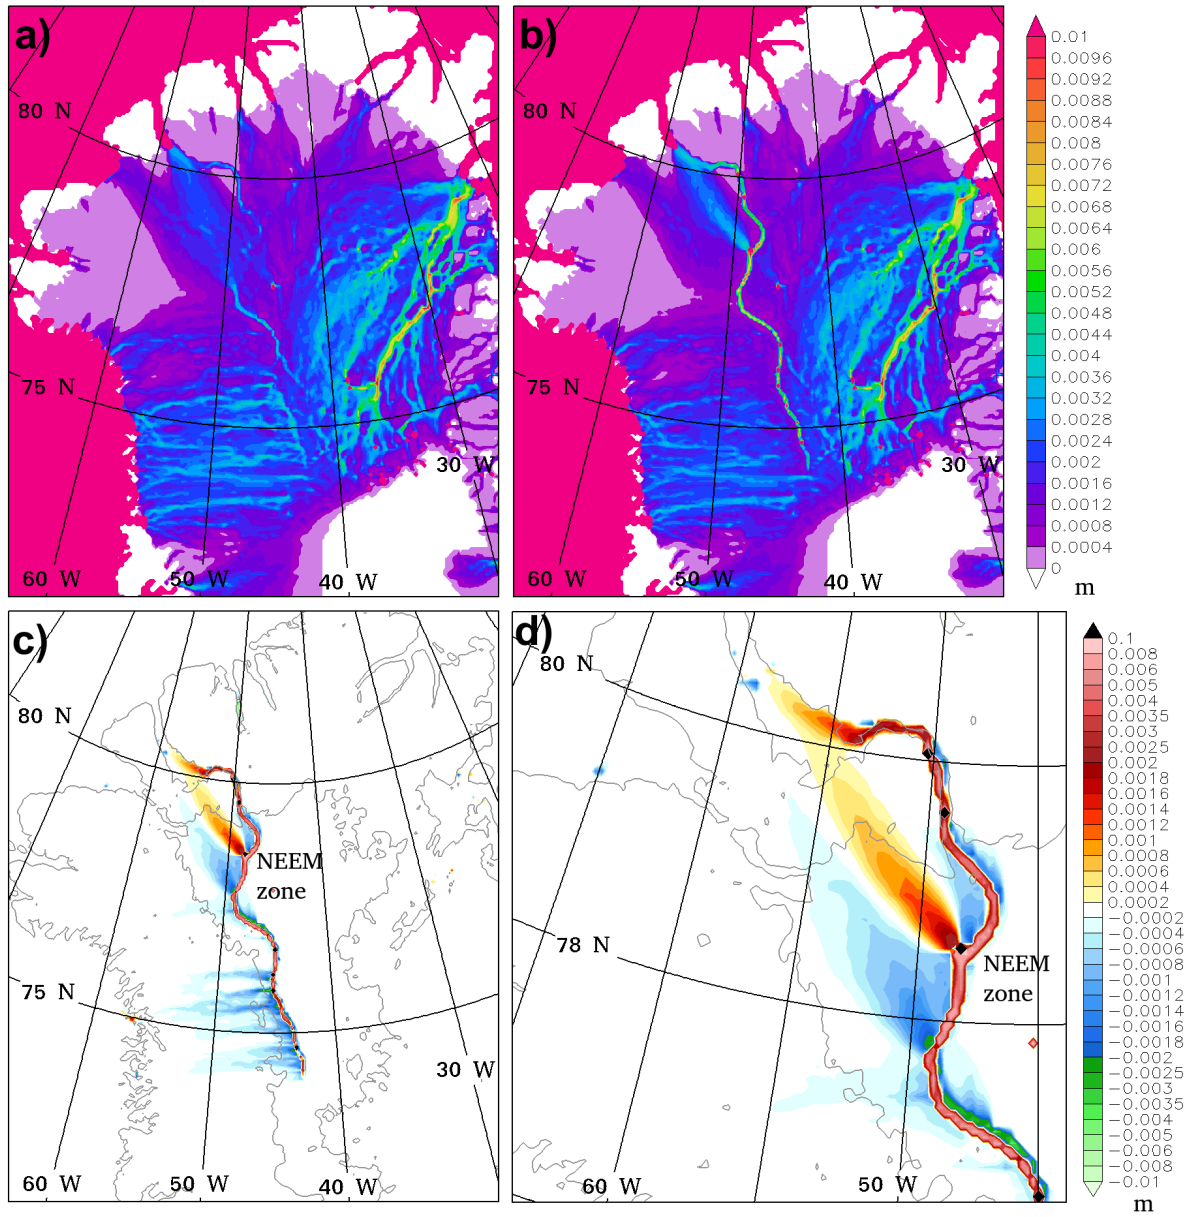 a)
80 N
75 N
60 W
50 W
40 W
30 W
b)
80 N
75 N
60 W
50 W
40 W
30 W
0.01
0.0096
0.0092
0.0088
0.0084
0.008
0.0076
0.0072
0.0068
0.0064
0.006
0.0056
0.0052
0.0048
0.0044
0.004
0.0036
0.0032
0.0028
0.0024
0.002
0.0016
0.0012
0.0008
0.0004
0
m
c)
80 N
NEEM
zone
75 N
30 W
60 W
50 W
40 W
d)
80 N
78 N
NEEM
zone
60 W
50 W
0.1
0.008
0.006
0.005
0.004
0.0035
0.003
0.0025
0.002
0.0018
0.0016
0.0014
0.0012
0.001
0.0008
0.0006
0.0004
0.0002
−0.0002
−0.0004
−0.0006
−0.0008
−0.001
−0.0012
−0.0014
−0.0016
−0.0018
−0.002
−0.0025
−0.003
−0.0035
−0.004
−0.005
−0.006
−0.008
−0.01
m